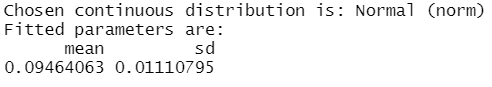 Chosen continuous distribution is: Normal (norm)
Fitted parameters are:
mean sd
0.09464063 0.01110795